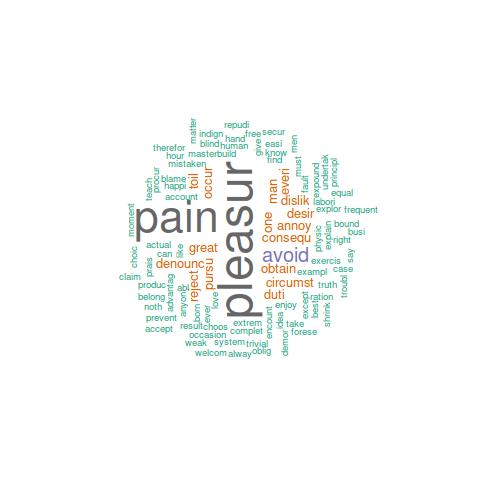 matter
repudi
indign
hand
free
secur
therefor
blind
human
give
easi
men
hour
masterbuild
know
mistaken
find
must
undertak
teach
procur
blame
toil
occur
pleasur
man
everi
fault
expound
principl
happi
equal
account
dislik
labori
moment
pain
one
desir
explor
frequent
annoy
bound
consequ
physic
explain
busi
right
choic
actual
can
like
great
avoid
exercis
say
prais
denounc
pursu
obtain
exampl
case
troubl
claim
produc
advantag
abl
reject
circumst
truth
belong
anyon
love
duti
ration
noth
born
ever
enjoy
except
best
shrink
prevent
result
choos
extrem
encount
idea
take
accept
occasion
complet
forese
weak
system
trivial
demor
welcom
alway
oblig